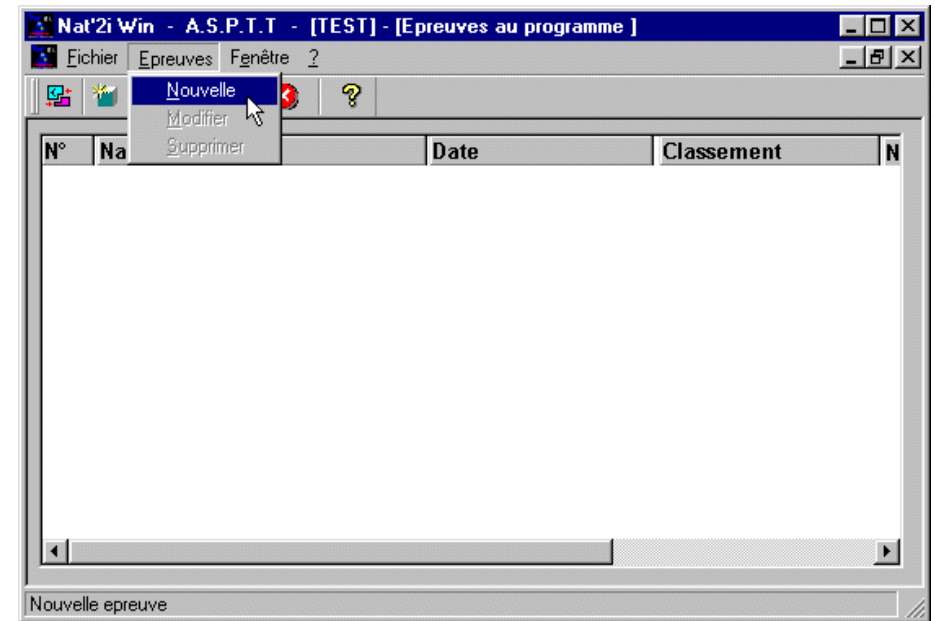 Nat'2i Win - A.S.P.T.T - [TEST] - [Epreuves au programme ]
Fichier Epreuves Fenêtre ?
Nouvelle
Modifier
Supprimer
N° Na Date Classement N
Nouvelle epreuve